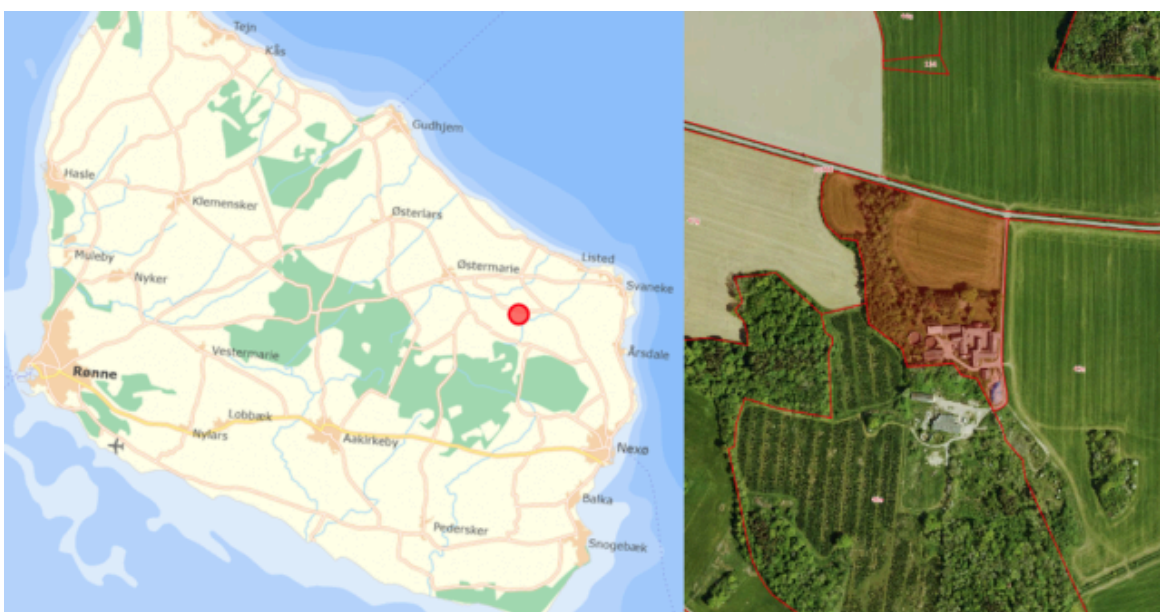 Tejn
Kås
Gudhjem
Hasle
Klemensker
Østerlars
Muleby
Nyker
Østermarie
Listed
Svaneke
Vestermarie
Årsdale
Rønne
Lobbæk
Nylars
Aakirkeby
Nexø
Balka
Pedersker
Snogebæk